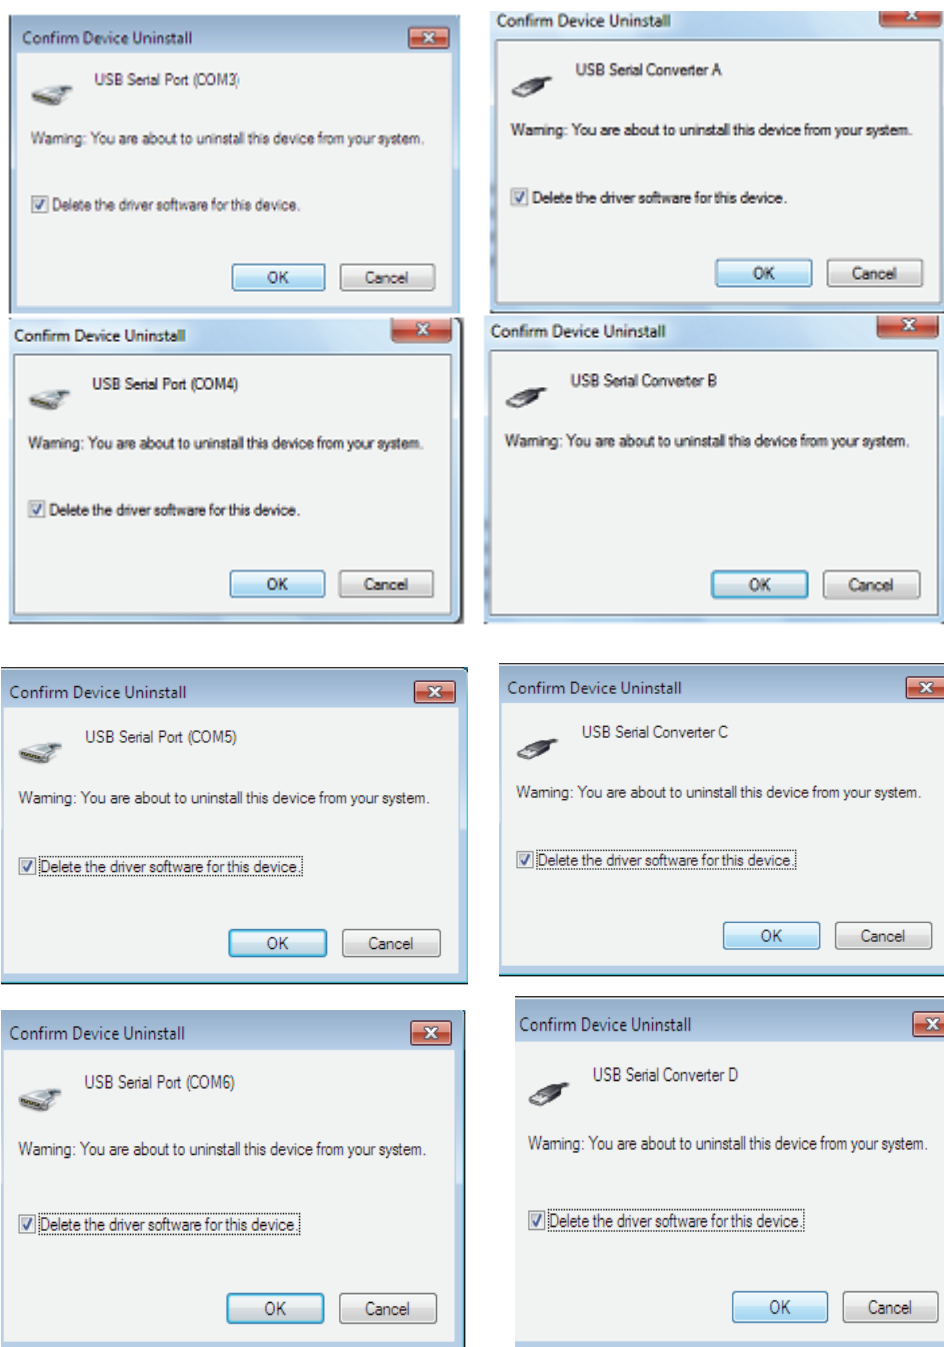 Confirm Device Uninstall
USB Serial Port (COM3)
Warning: You are about to uninstall this device from your system.
Delete the driver software for this device.
OK Cancel
Confirm Device Uninstall
USB Serial Converter A
Warning: You are about to uninstall this device from your system.
Delete the driver software for this device.
OK Cancel
Confirm Device Uninstall
USB Serial Port (COM4)
Warning: You are about to uninstall this device from your system.
Delete the driver software for this device.
OK Cancel
Confirm Device Uninstall
USB Serial Converter B
Warning: You are about to uninstall this device from your system.
OK Cancel
Confirm Device Uninstall
USB Serial Port (COM5)
Warning: You are about to uninstall this device from your system.
Delete the driver software for this device.
OK Cancel
Confirm Device Uninstall
USB Serial Converter C
Warning: You are about to uninstall this device from your system.
Delete the driver software for this device.
OK Cancel
Confirm Device Uninstall
USB Serial Port (COM6)
Warning: You are about to uninstall this device from your system.
Delete the driver software for this device.
OK Cancel
Confirm Device Uninstall
USB Serial Converter D
Warning: You are about to uninstall this device from your system.
Delete the driver software for this device.
OK Cancel